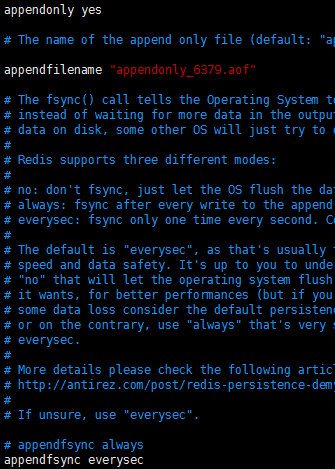 appendonly yes
# The name of the append only file (default: "ap
appendfilename "appendonly_6379.aof"
# The fsync() call tells the Operating System to
# instead of waiting for more data in the output
# data on disk, some other OS will just try to
#
# Redis supports three different modes:
#
# no: don't fsync, just let the OS flush the dat
# always: fsync after every write to the append
# everysec: fsync only one time every second. Co
#
# The default is "everysec", as that's usually t
# speed and data safety. It's up to you to unde
# "no" that will let the operating system flush
# it wants, for better performances (but if you
# some data loss consider the default persistenc
# or on the contrary, use "always" that's very s
# everysec.
#
# More details please check the following articl
# http://antirez.com/post/redis-persistence-demy
#
# If unsure, use "everysec".
# appendfsync always
appendfsync everysec